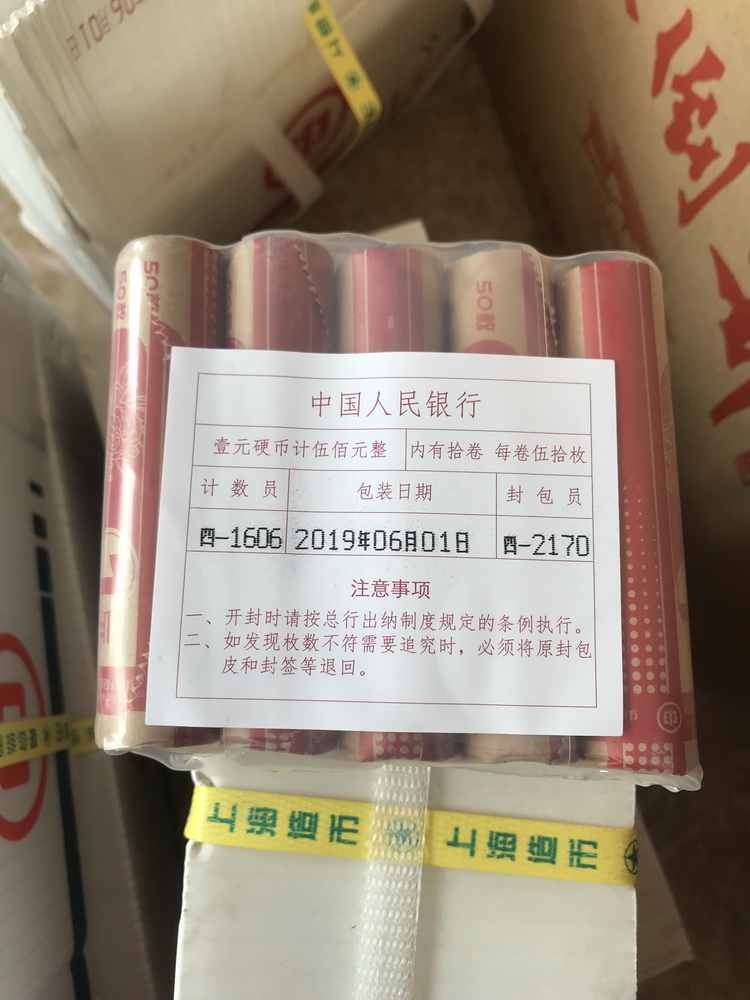 50枚
50枚
50枚
中国人民银行
壹元硬币计伍佰元整 内有拾卷 每卷伍拾枚
计数员 包装日期 封包员
四-1606 2019年06月01日 四-2170
注意事项
一、开封时请按总行出纳制度规定的条例执行。
二、如发现枚数不符需要追究时，必须将原封包
皮和封签等退回。
上海造币 上海造币